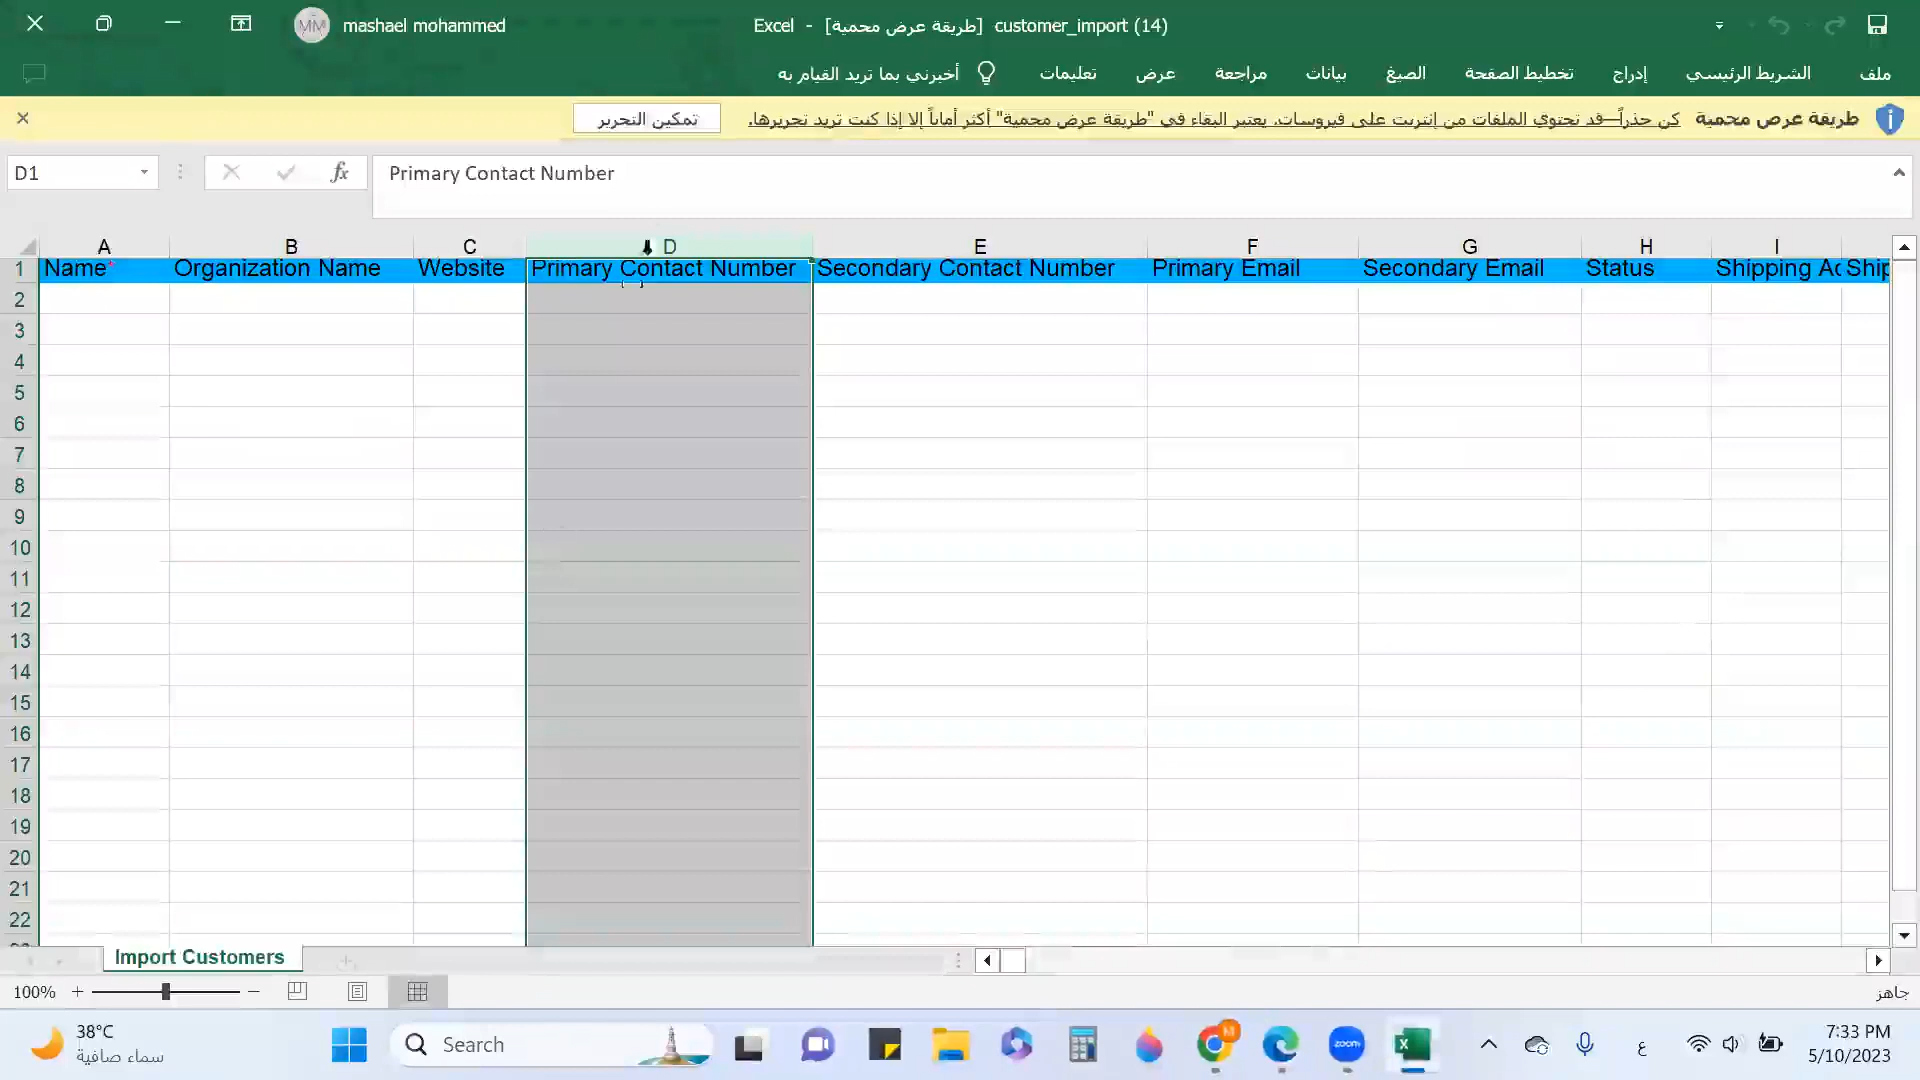 mashael mohammed
customer_import (14) [طريقة عرض محمية] - Excel
ملف الشريط الرئيسي إدراج تخطيط الصفحة الصيغ بيانات مراجعة عرض تعليمات أخبرني بما تريد القيام به
طريقة عرض محمية كن حذراً—قد تحتوي الملفات من إنترنت على فيروسات. يعتبر البقاء في "طريقة عرض محمية" أكثر أماناً إلا إذا كنت تريد تحريرها. تمكين التحرير
D1 fx Primary Contact Number
A B C D E F G H I
1 Name* Organization Name Website Primary Contact Number Secondary Contact Number Primary Email Secondary Email Status Shipping Ad Ship
2
3
4
5
6
7
8
9
10
11
12
13
14
15
16
17
18
19
20
21
22
Import Customers
100% + −
جاهز
38°C
سماء صافية
Search
zoom
ع
7:33 PM
5/10/2023